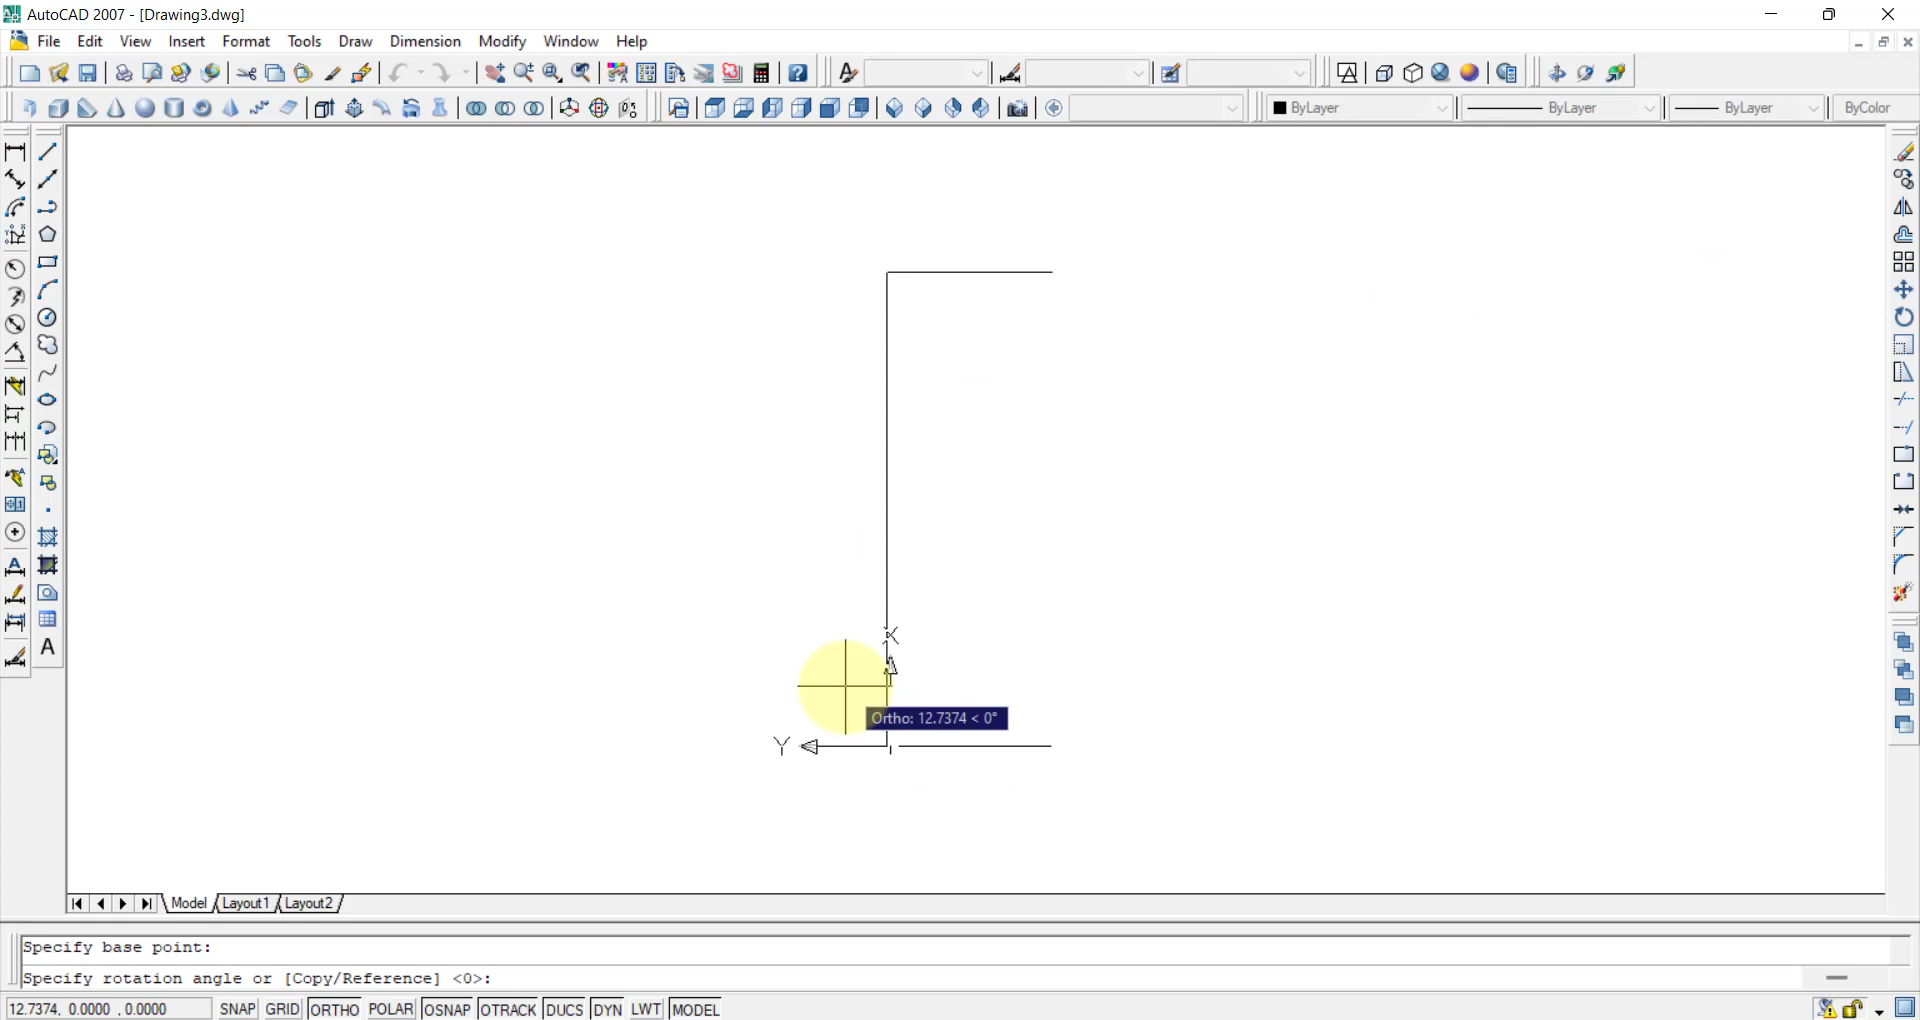 AutoCAD 2007 - [Drawing3.dwg]
File Edit View Insert Format Tools Draw Dimension Modify Window Help
ByLayer ByLayer ByLayer ByColor
X
Ortho: 12.7374 < 0°
Y
Model Layout1 Layout2
Specify base point:
Specify rotation angle or [Copy/Reference] <0>:
12.7374, 0.0000 , 0.0000 SNAP GRID ORTHO POLAR OSNAP OTRACK DUCS DYN LWT MODEL